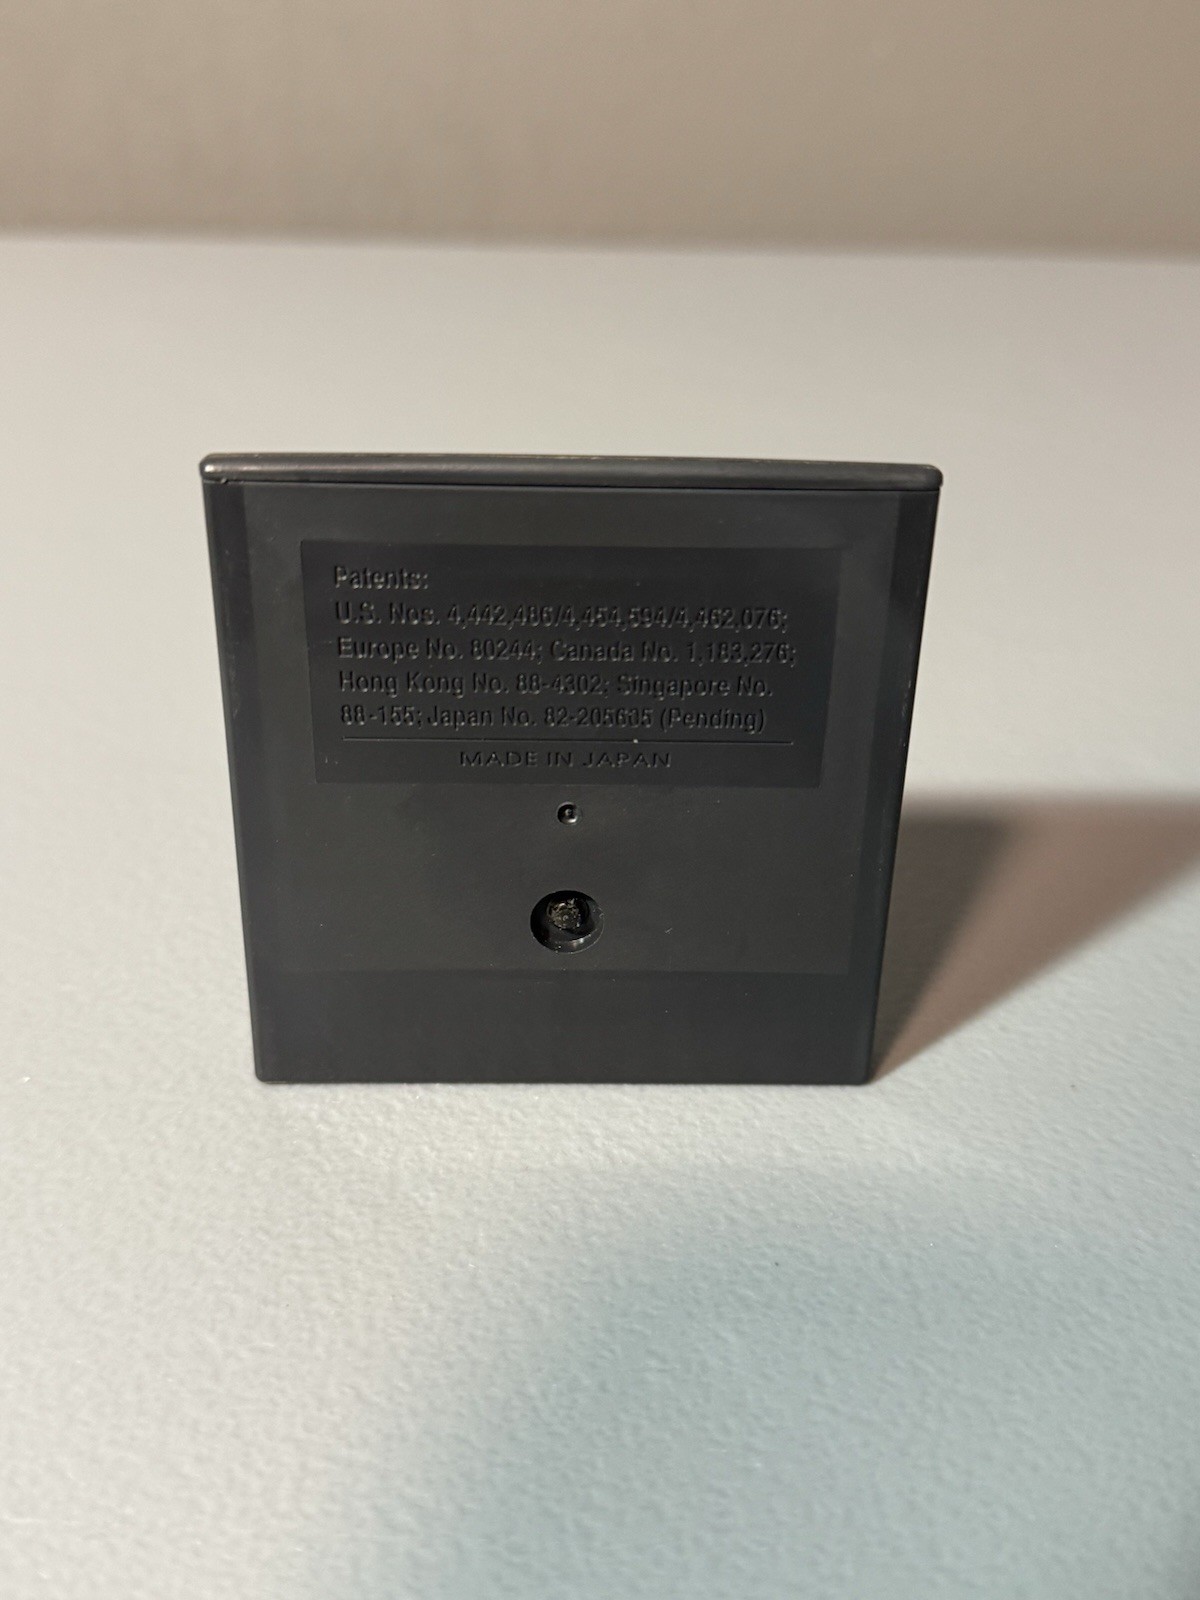 Patents:
U.S. Nos. 4,442,486/4,454,594/4,462,076;
Europe No. 80244; Canada No. 1,183,276;
Hong Kong No. 88-4302; Singapore No.
88-155; Japan No. 82-205605 (Pending)
MADE IN JAPAN